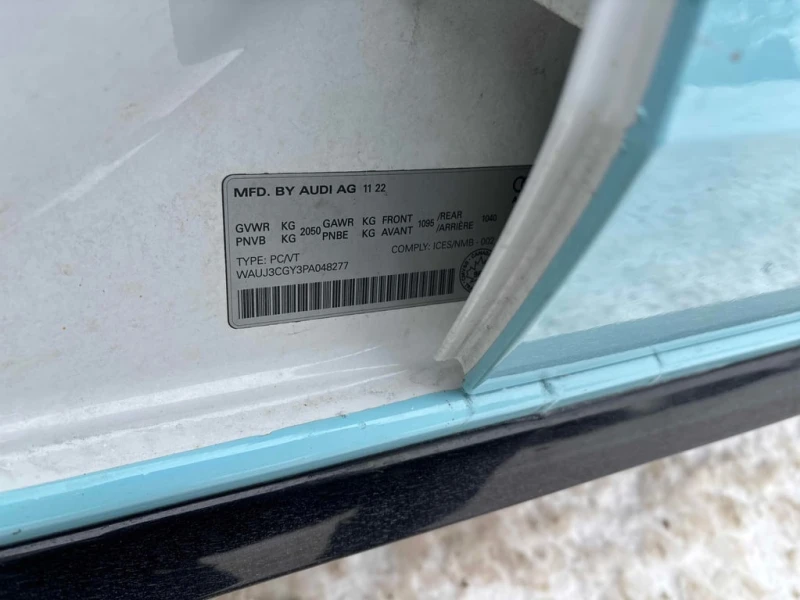 MFD. BY AUDI AG 11 22
GVWR KG 2050 GAWR KG FRONT 1095 /REAR 1040
PNVB KG PNBE KG AVANT /ARRIÈRE
COMPLY: ICES/NMB -
TYPE: PC/VT
WAUJ3CGY3PA048277